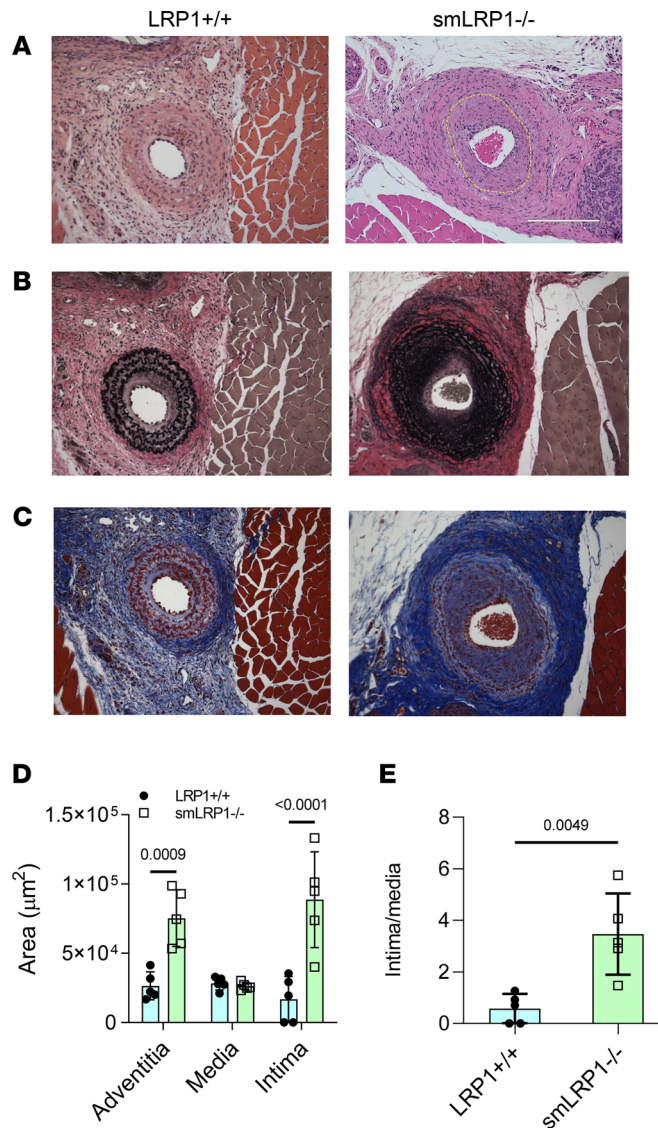 LRP1+/+ smLRP1-/-
A
B
C
D
E
LRP1+/+
smLRP1-/-
1.5×10⁵
1×10⁵
5×10⁴
0
Area (μm²)
0.0009
<0.0001
Adventitia Media Intima
8
6
4
2
0
Intima/media
0.0049
LRP1+/+ smLRP1-/-